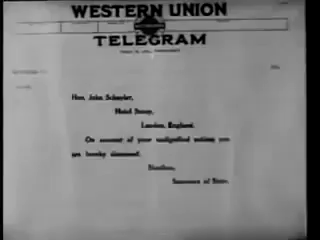 WESTERN UNION
TELEGRAM
Hon. John Schuyler,
Hotel Savoy,
London, England.
On account of your undignified actions you
are hereby dismissed.
Secretary of State.